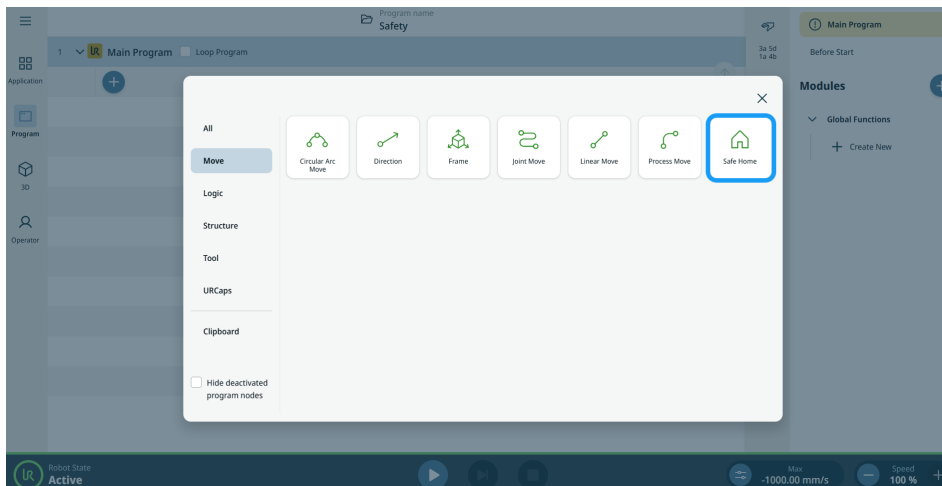 Program name
Safety
Main Program
1 Main Program Loop Program
3a 5d
1a 4b
Before Start
Application
Modules
Global Functions
Create New
Program
3D
Operator
All
Move
Logic
Structure
Tool
URCaps
Clipboard
Hide deactivated
program nodes
Circular Arc
Move
Direction
Frame
Joint Move
Linear Move
Process Move
Safe Home
UR
Robot State
Active
Max
-1000.00 mm/s
Speed
100 %